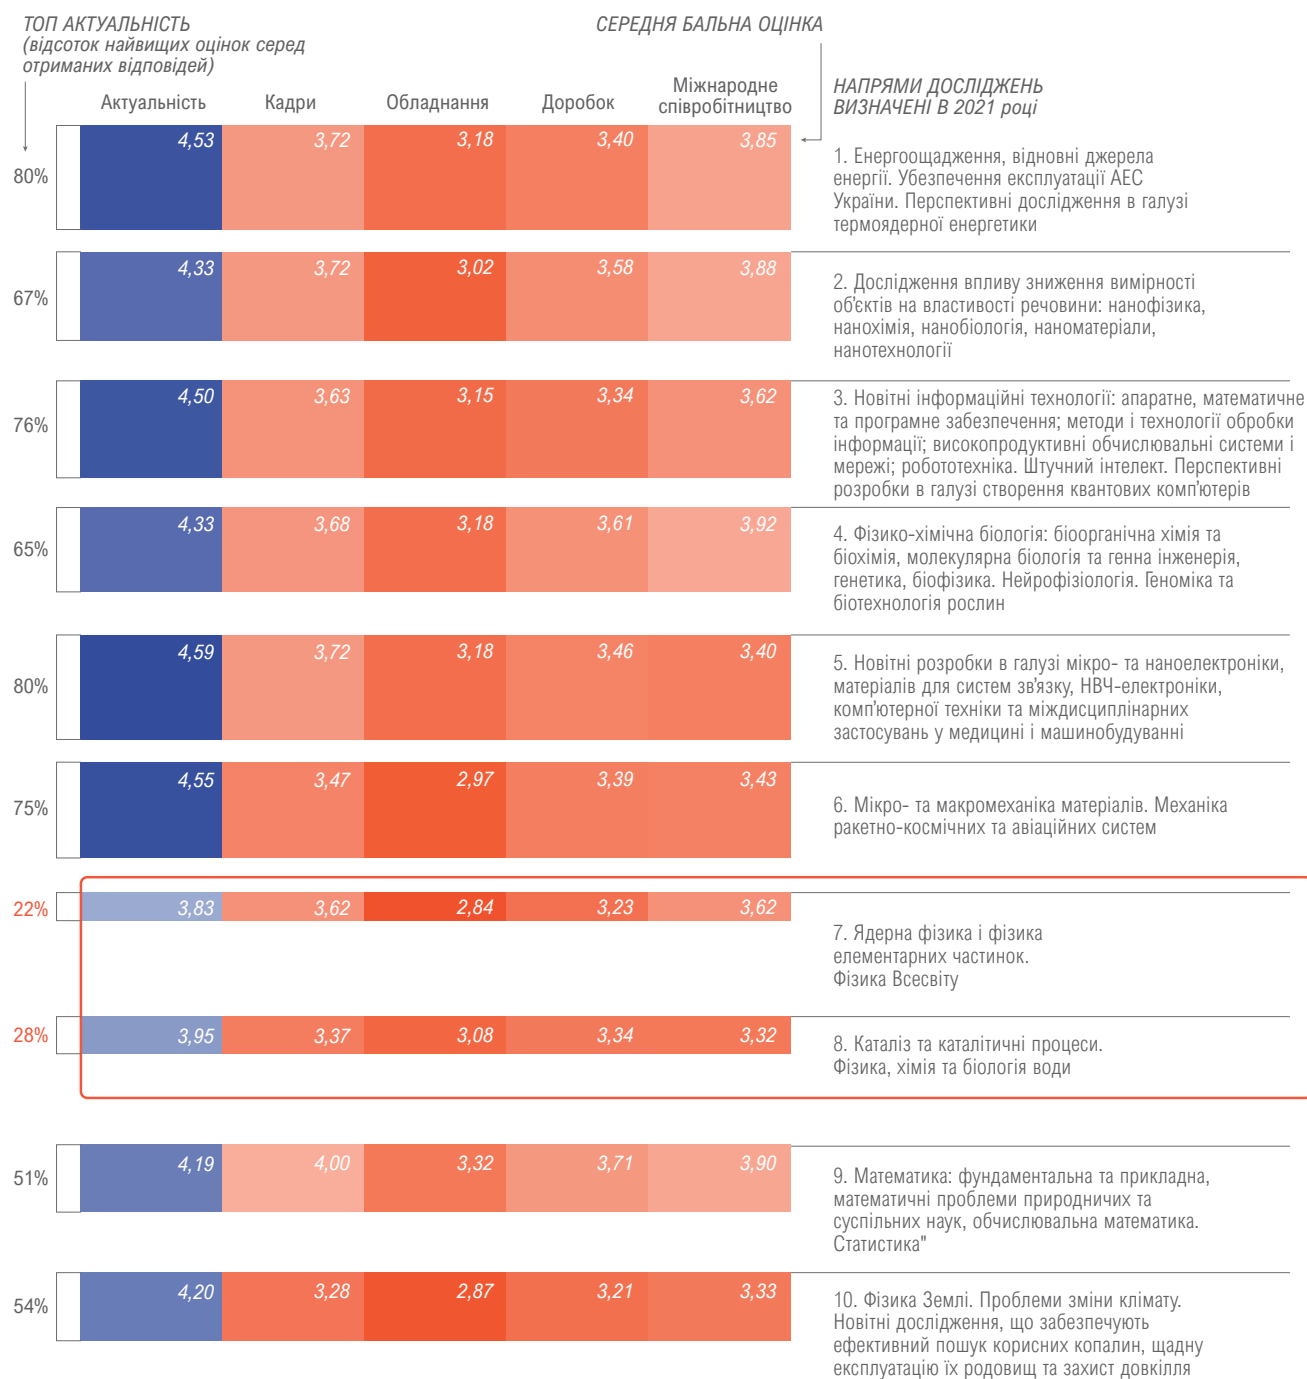 ТОП АКТУАЛЬНІСТЬ
(відсоток найвищих оцінок серед
отриманих відповідей)
СЕРЕДНЯ БАЛЬНА ОЦІНКА
Актуальність
Кадри
Обладнання
Доробок
Міжнародне
співробітництво
НАПРЯМИ ДОСЛІДЖЕНЬ
ВИЗНАЧЕНІ В 2021 році
80%
4,53 3,72 3,18 3,40 3,85
1. Енергоощадження, відновні джерела
енергії. Убезпечення експлуатації АЕС
України. Перспективні дослідження в галузі
термоядерної енергетики
67%
4,33 3,72 3,02 3,58 3,88
2. Дослідження впливу зниження вимірності
об'єктів на властивості речовини: нанофізика,
нанохімія, нанобіологія, наноматеріали,
нанотехнології
76%
4,50 3,63 3,15 3,34 3,62
3. Новітні інформаційні технології: апаратне, математичне
та програмне забезпечення; методи і технології обробки
інформації; високопродуктивні обчислювальні системи і
мережі; робототехніка. Штучний інтелект. Перспективні
розробки в галузі створення квантових комп'ютерів
65%
4,33 3,68 3,18 3,61 3,92
4. Фізико-хімічна біологія: біоорганічна хімія та
біохімія, молекулярна біологія та генна інженерія,
генетика, біофізика. Нейрофізіологія. Геноміка та
біотехнологія рослин
80%
4,59 3,72 3,18 3,46 3,40
5. Новітні розробки в галузі мікро- та наноелектроніки,
матеріалів для систем зв'язку, НВЧ-електроніки,
комп'ютерної техніки та міждисциплінарних
застосувань у медицині і машинобудуванні
75%
4,55 3,47 2,97 3,39 3,43
6. Мікро- та макромеханіка матеріалів. Механіка
ракетно-космічних та авіаційних систем
22%
3,83 3,62 2,84 3,23 3,62
7. Ядерна фізика і фізика
елементарних частинок.
Фізика Всесвіту
28%
3,95 3,37 3,08 3,34 3,32
8. Каталіз та каталітичні процеси.
Фізика, хімія та біологія води
51%
4,19 4,00 3,32 3,71 3,90
9. Математика: фундаментальна та прикладна,
математичні проблеми природничих та
суспільних наук, обчислювальна математика.
Статистика"
54%
4,20 3,28 2,87 3,21 3,33
10. Фізика Землі. Проблеми зміни клімату.
Новітні дослідження, що забезпечують
ефективний пошук корисних копалин, щадну
експлуатацію їх родовищ та захист довкілля